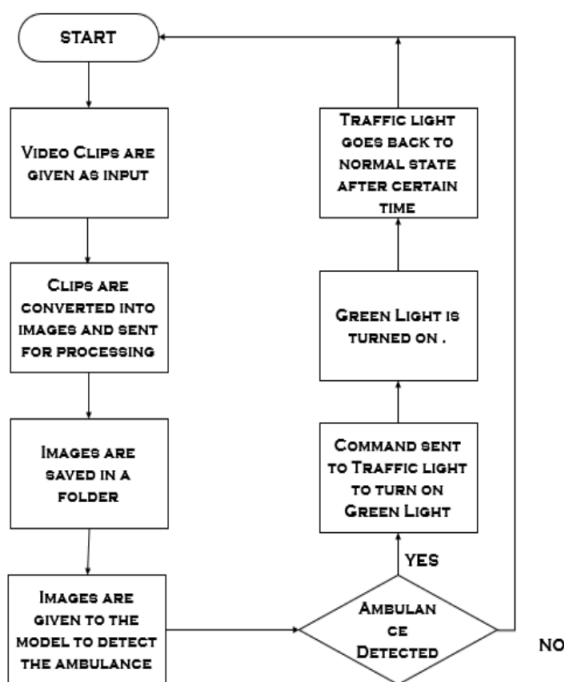 START
VIDEO CLIPS ARE
GIVEN AS INPUT
CLIPS ARE
CONVERTED INTO
IMAGES AND SENT
FOR PROCESSING
IMAGES ARE
SAVED IN A
FOLDER
IMAGES ARE
GIVEN TO THE
MODEL TO DETECT
THE AMBULANCE
AMBULAN
CE
DETECTED
YES
NO
COMMAND SENT
TO TRAFFIC LIGHT
TO TURN ON
GREEN LIGHT
GREEN LIGHT IS
TURNED ON .
TRAFFIC LIGHT
GOES BACK TO
NORMAL STATE
AFTER CERTAIN
TIME